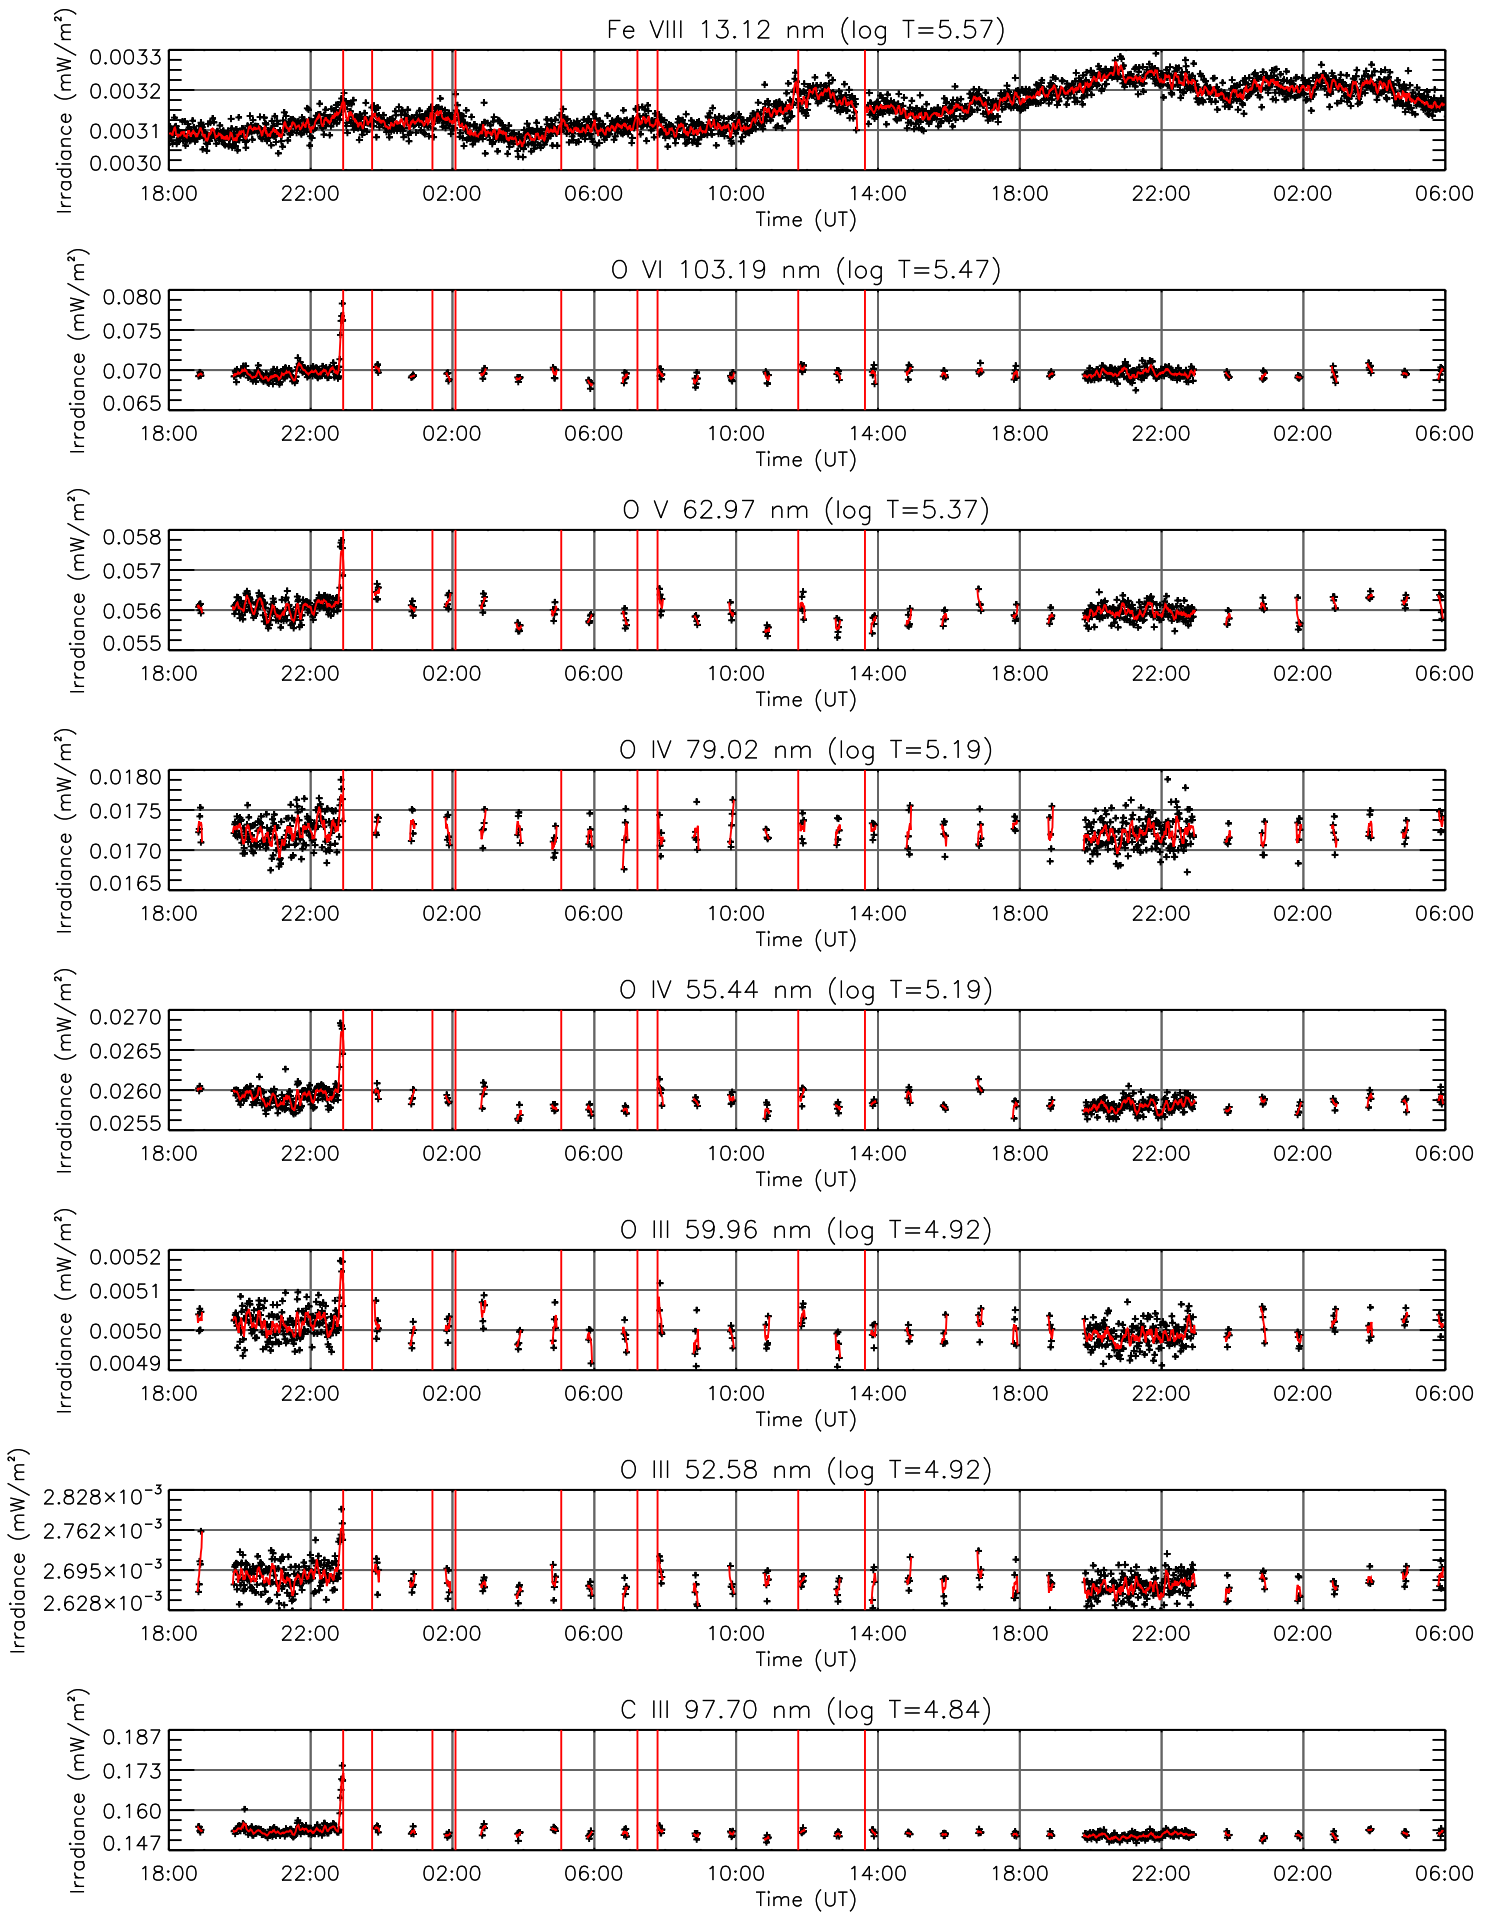 Fe VIII 13.12 nm (log T=5.57)
Irradiance (mW/m²)
0.0033
0.0032
0.0031
0.0030
18:00 22:00 02:00 06:00 10:00 14:00 18:00 22:00 02:00 06:00
Time (UT)
O VI 103.19 nm (log T=5.47)
Irradiance (mW/m²)
0.080
0.075
0.070
0.065
18:00 22:00 02:00 06:00 10:00 14:00 18:00 22:00 02:00 06:00
Time (UT)
O V 62.97 nm (log T=5.37)
Irradiance (mW/m²)
0.058
0.057
0.056
0.055
18:00 22:00 02:00 06:00 10:00 14:00 18:00 22:00 02:00 06:00
Time (UT)
O IV 79.02 nm (log T=5.19)
Irradiance (mW/m²)
0.0180
0.0175
0.0170
0.0165
18:00 22:00 02:00 06:00 10:00 14:00 18:00 22:00 02:00 06:00
Time (UT)
O IV 55.44 nm (log T=5.19)
Irradiance (mW/m²)
0.0270
0.0265
0.0260
0.0255
18:00 22:00 02:00 06:00 10:00 14:00 18:00 22:00 02:00 06:00
Time (UT)
O III 59.96 nm (log T=4.92)
Irradiance (mW/m²)
0.0052
0.0051
0.0050
0.0049
18:00 22:00 02:00 06:00 10:00 14:00 18:00 22:00 02:00 06:00
Time (UT)
O III 52.58 nm (log T=4.92)
Irradiance (mW/m²)
2.828×10⁻³
2.762×10⁻³
2.695×10⁻³
2.628×10⁻³
18:00 22:00 02:00 06:00 10:00 14:00 18:00 22:00 02:00 06:00
Time (UT)
C III 97.70 nm (log T=4.84)
Irradiance (mW/m²)
0.187
0.173
0.160
0.147
18:00 22:00 02:00 06:00 10:00 14:00 18:00 22:00 02:00 06:00
Time (UT)